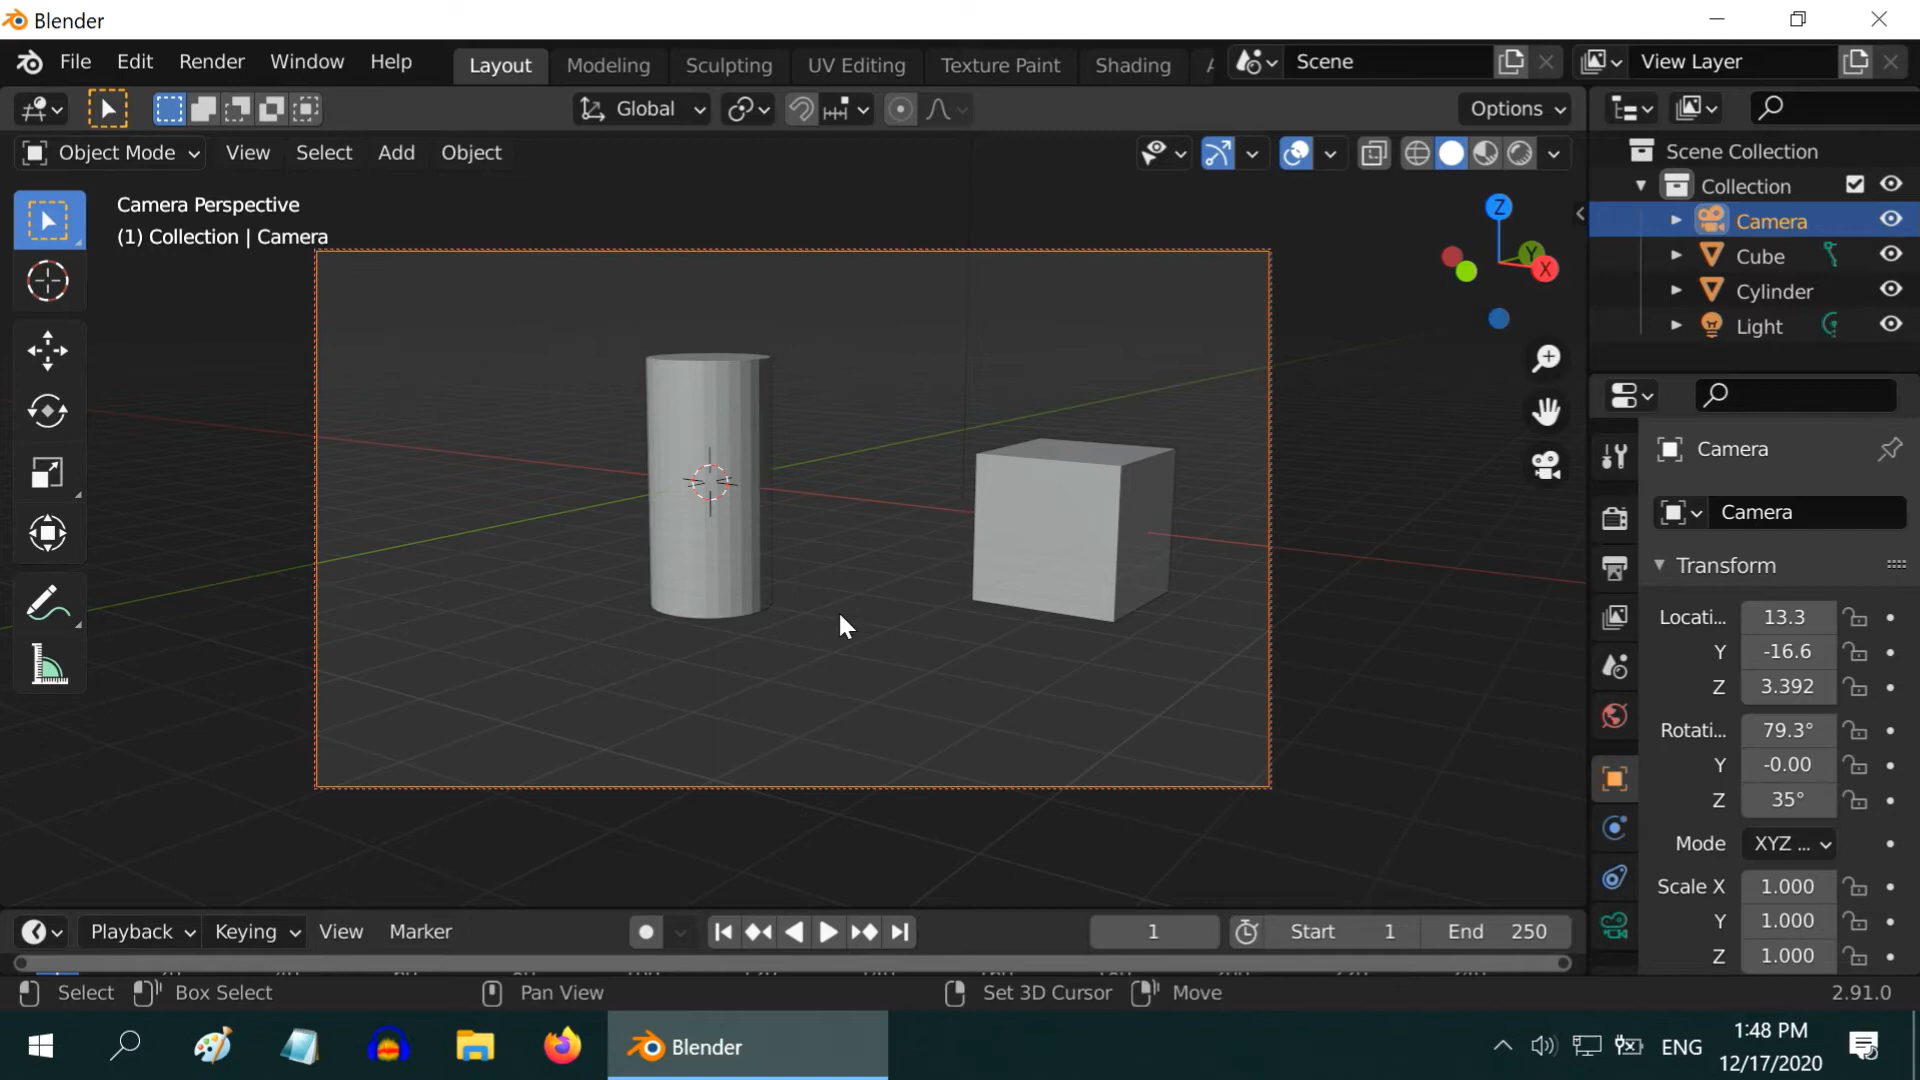 Blender
File Edit Render Window Help Layout Modeling Sculpting UV Editing Texture Paint Shading Scene View Layer
Global Options
Object Mode View Select Add Object
Scene Collection
Collection
Camera
Cube
Cylinder
Light
Camera Perspective
(1) Collection | Camera
Z
Y
X
Camera
Camera
Transform
Locati... 13.3
Y -16.6
Z 3.392
Rotati... 79.3°
Y -0.00
Z 35°
Mode XYZ ...
Scale X 1.000
Y 1.000
Z 1.000
Playback Keying View Marker 1 Start 1 End 250
Select Box Select Pan View Set 3D Cursor Move 2.91.0
Blender
ENG
1:48 PM
12/17/2020